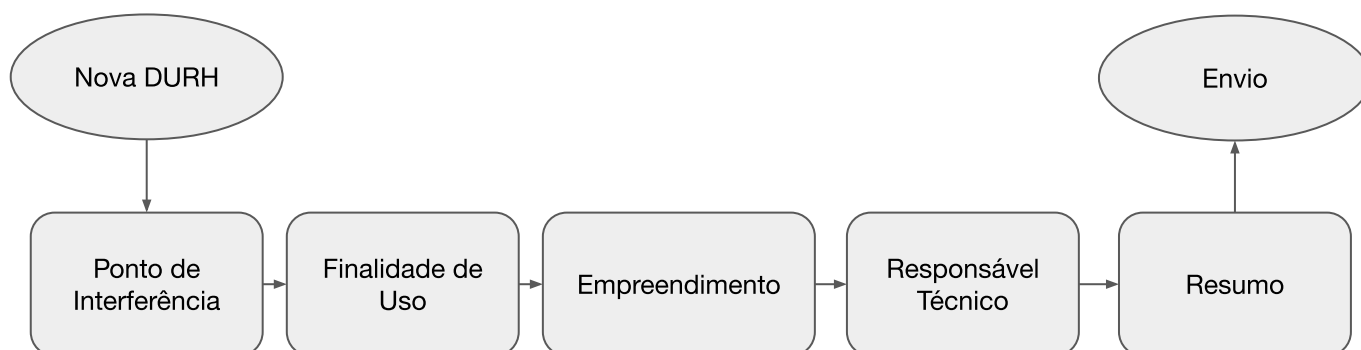 Nova DURH
Envio
Ponto de
Interferência
Finalidade de
Uso
Empreendimento
Responsável
Técnico
Resumo